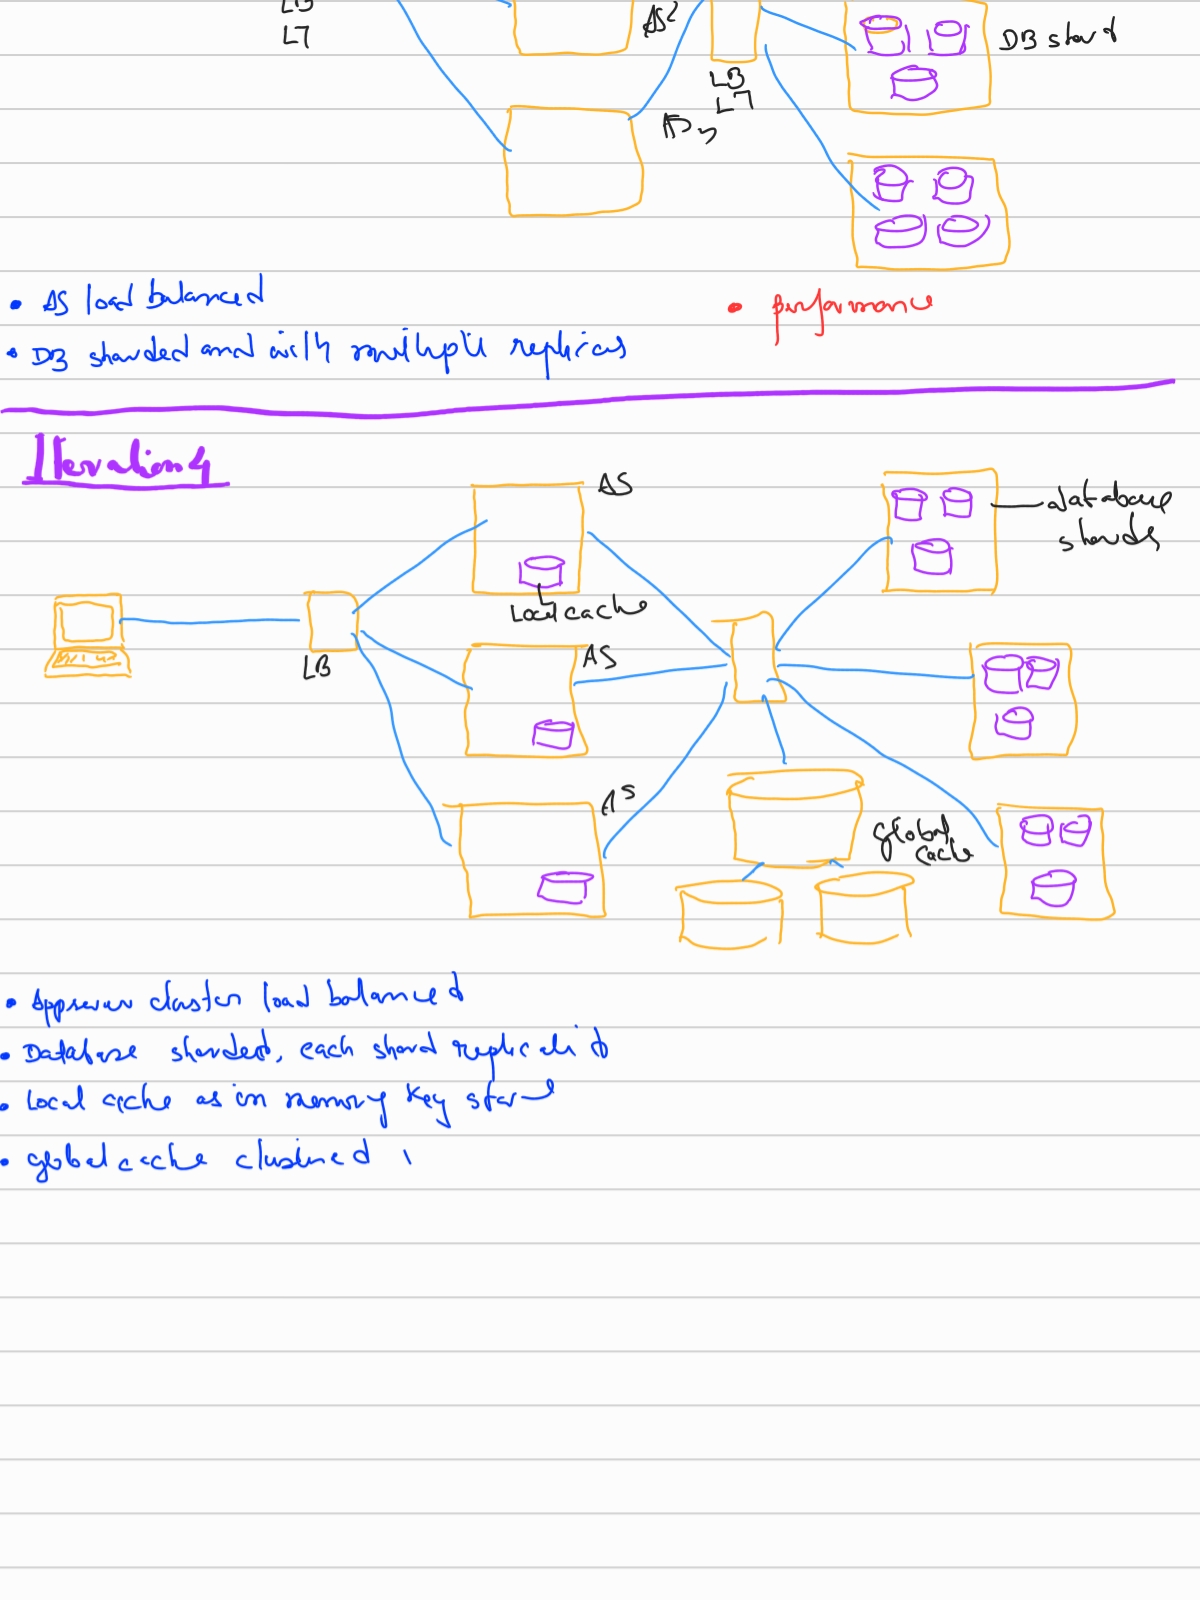 LB
L7
AS2
LB
L7
DB shard
AS3
• AS load balanced
• DB sharded and with multiple replicas
• performance
Iteration 4
AS
database
shards
local cache
LB
AS
AS
global
cache
• Appserver cluster load balanced
• Database sharded, each shard replicated
• local cache as in memory key store
• global cache clustered